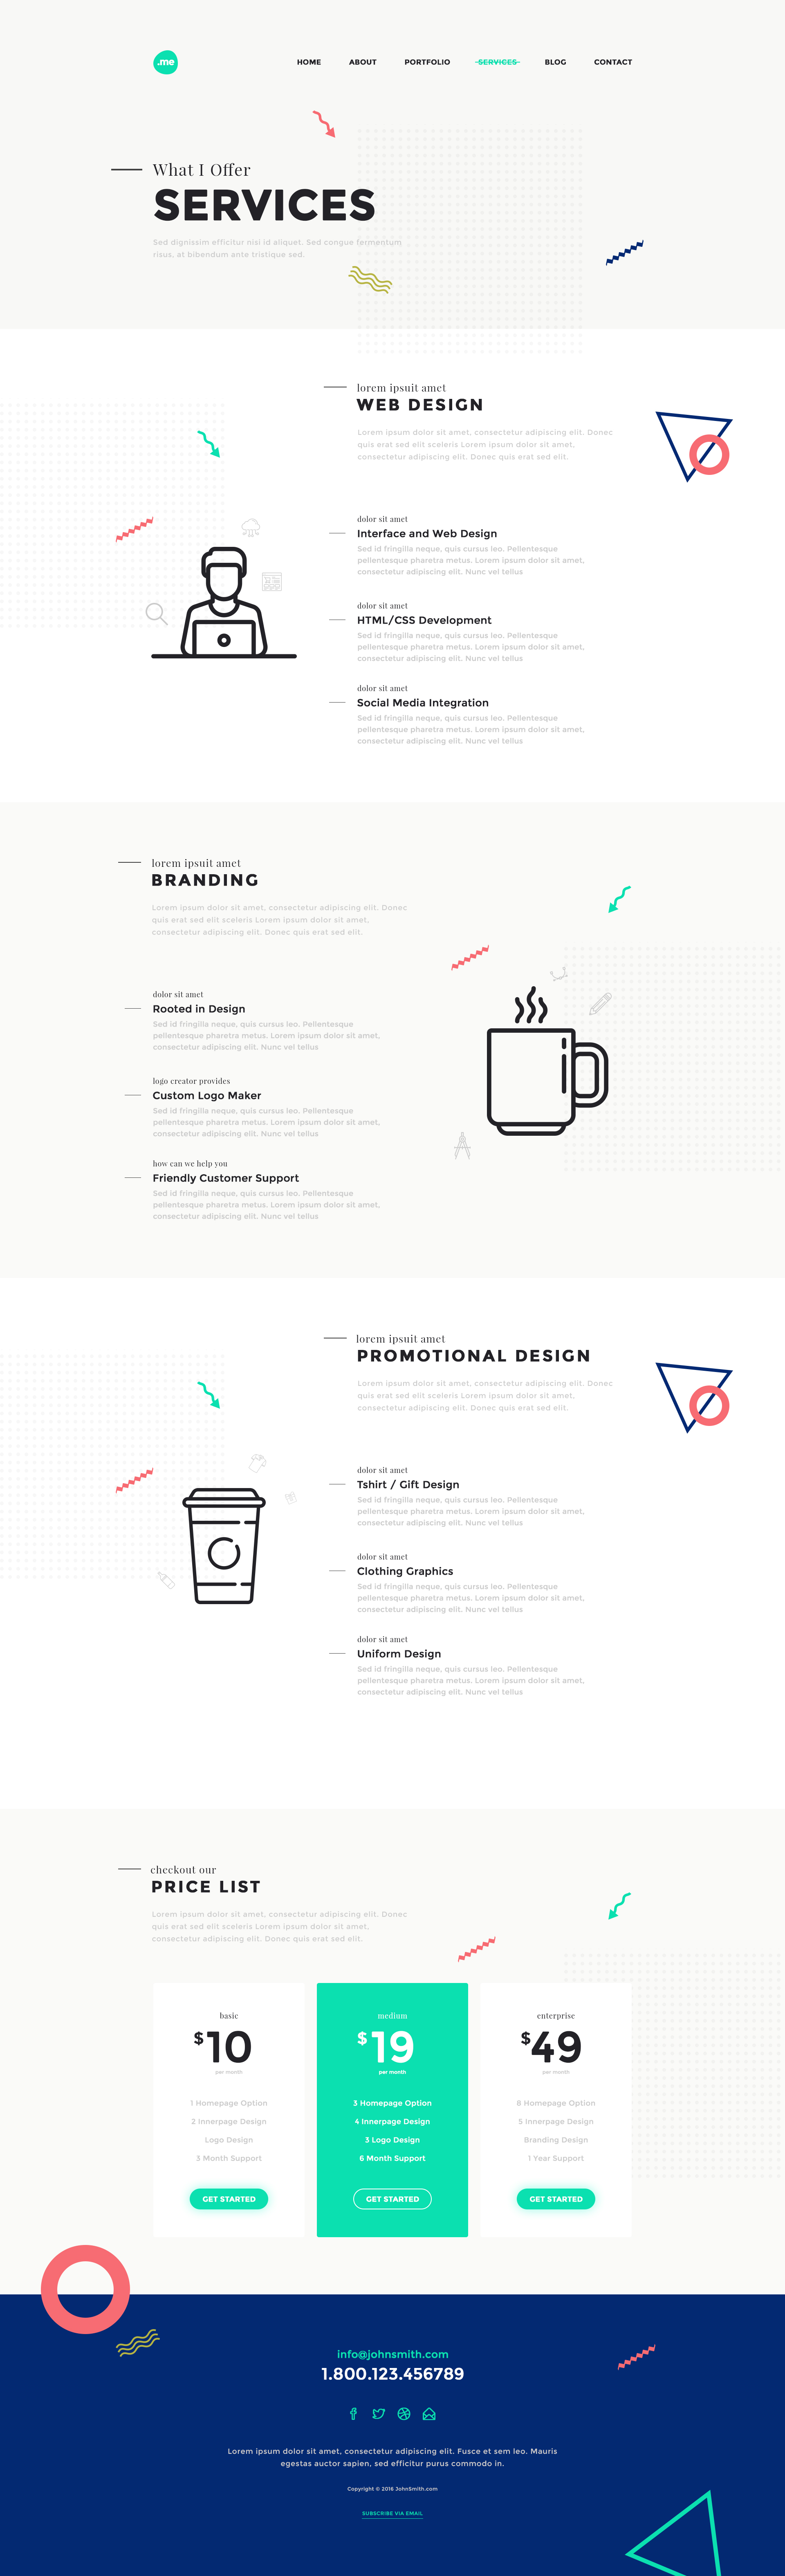 .me
HOME ABOUT PORTFOLIO SERVICES BLOG CONTACT
What I Offer
SERVICES
Sed dignissim efficitur nisi id aliquet. Sed congue fermentum
risus, at bibendum ante tristique sed.
lorem ipsuit amet
WEB DESIGN
Lorem ipsum dolor sit amet, consectetur adipiscing elit. Donec
quis erat sed elit sceleris Lorem ipsum dolor sit amet,
consectetur adipiscing elit. Donec quis erat sed elit.
dolor sit amet
Interface and Web Design
Sed id fringilla neque, quis cursus leo. Pellentesque
pellentesque pharetra metus. Lorem ipsum dolor sit amet,
consectetur adipiscing elit. Nunc vel tellus
dolor sit amet
HTML/CSS Development
Sed id fringilla neque, quis cursus leo. Pellentesque
pellentesque pharetra metus. Lorem ipsum dolor sit amet,
consectetur adipiscing elit. Nunc vel tellus
dolor sit amet
Social Media Integration
Sed id fringilla neque, quis cursus leo. Pellentesque
pellentesque pharetra metus. Lorem ipsum dolor sit amet,
consectetur adipiscing elit. Nunc vel tellus
lorem ipsuit amet
BRANDING
Lorem ipsum dolor sit amet, consectetur adipiscing elit. Donec
quis erat sed elit sceleris Lorem ipsum dolor sit amet,
consectetur adipiscing elit. Donec quis erat sed elit.
dolor sit amet
Rooted in Design
Sed id fringilla neque, quis cursus leo. Pellentesque
pellentesque pharetra metus. Lorem ipsum dolor sit amet,
consectetur adipiscing elit. Nunc vel tellus
logo creator provides
Custom Logo Maker
Sed id fringilla neque, quis cursus leo. Pellentesque
pellentesque pharetra metus. Lorem ipsum dolor sit amet,
consectetur adipiscing elit. Nunc vel tellus
how can we help you
Friendly Customer Support
Sed id fringilla neque, quis cursus leo. Pellentesque
pellentesque pharetra metus. Lorem ipsum dolor sit amet,
consectetur adipiscing elit. Nunc vel tellus
lorem ipsuit amet
PROMOTIONAL DESIGN
Lorem ipsum dolor sit amet, consectetur adipiscing elit. Donec
quis erat sed elit sceleris Lorem ipsum dolor sit amet,
consectetur adipiscing elit. Donec quis erat sed elit.
dolor sit amet
Tshirt / Gift Design
Sed id fringilla neque, quis cursus leo. Pellentesque
pellentesque pharetra metus. Lorem ipsum dolor sit amet,
consectetur adipiscing elit. Nunc vel tellus
dolor sit amet
Clothing Graphics
Sed id fringilla neque, quis cursus leo. Pellentesque
pellentesque pharetra metus. Lorem ipsum dolor sit amet,
consectetur adipiscing elit. Nunc vel tellus
dolor sit amet
Uniform Design
Sed id fringilla neque, quis cursus leo. Pellentesque
pellentesque pharetra metus. Lorem ipsum dolor sit amet,
consectetur adipiscing elit. Nunc vel tellus
checkout our
PRICE LIST
Lorem ipsum dolor sit amet, consectetur adipiscing elit. Donec
quis erat sed elit sceleris Lorem ipsum dolor sit amet,
consectetur adipiscing elit. Donec quis erat sed elit.
basic
$10
per month
1 Homepage Option
2 Innerpage Design
Logo Design
3 Month Support
GET STARTED
medium
$19
per month
3 Homepage Option
4 Innerpage Design
3 Logo Design
6 Month Support
GET STARTED
enterprise
$49
per month
8 Homepage Option
5 Innerpage Design
Branding Design
1 Year Support
GET STARTED
info@johnsmith.com
1.800.123.456789
Lorem ipsum dolor sit amet, consectetur adipiscing elit. Fusce et sem leo. Mauris
egestas auctor sapien, sed efficitur purus commodo in.
Copyright © 2016 JohnSmith.com
SUBSCRIBE VIA EMAIL